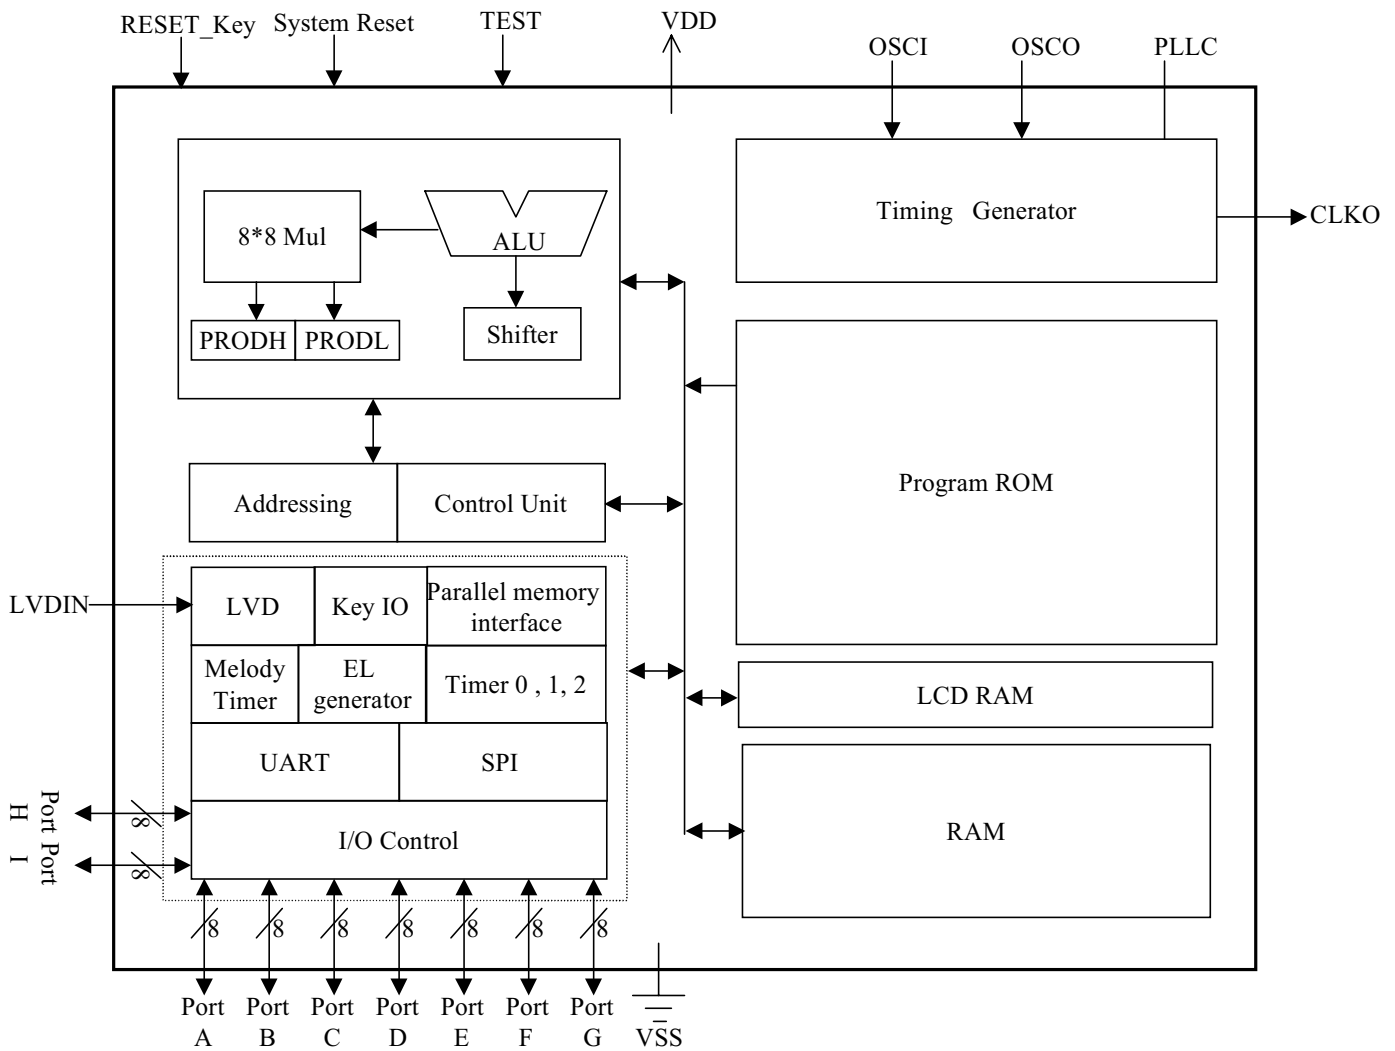 RESET_Key
System Reset
TEST
VDD
OSCI
OSCO
PLLC
8*8 Mul
ALU
Timing Generator
CLKO
PRODH
PRODL
Shifter
Addressing
Control Unit
Program ROM
LVDIN
LVD
Key IO
Parallel memory
interface
Melody
Timer
EL
generator
Timer 0 , 1, 2
LCD RAM
UART
SPI
Port
H
8
Port
I
8
I/O Control
RAM
8
8
8
8
8
8
8
Port
A
Port
B
Port
C
Port
D
Port
E
Port
F
Port
G
VSS